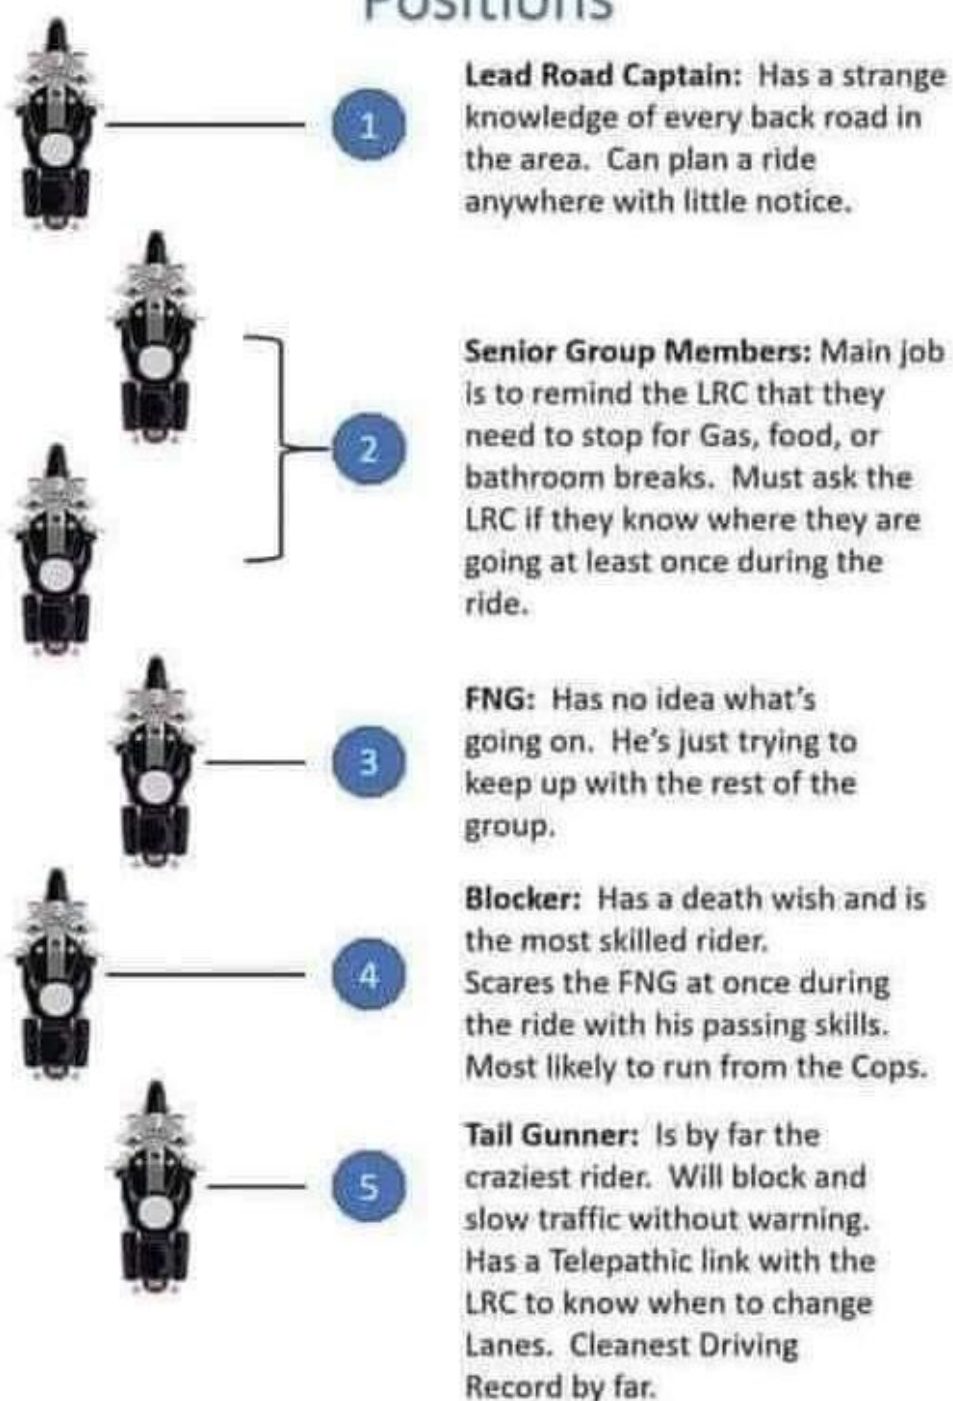 Positions
1
Lead Road Captain: Has a strange
knowledge of every back road in
the area. Can plan a ride
anywhere with little notice.
2
Senior Group Members: Main job
is to remind the LRC that they
need to stop for Gas, food, or
bathroom breaks. Must ask the
LRC if they know where they are
going at least once during the
ride.
3
FNG: Has no idea what's
going on. He's just trying to
keep up with the rest of the
group.
4
Blocker: Has a death wish and is
the most skilled rider.
Scares the FNG at once during
the ride with his passing skills.
Most likely to run from the Cops.
5
Tail Gunner: Is by far the
craziest rider. Will block and
slow traffic without warning.
Has a Telepathic link with the
LRC to know when to change
Lanes. Cleanest Driving
Record by far.